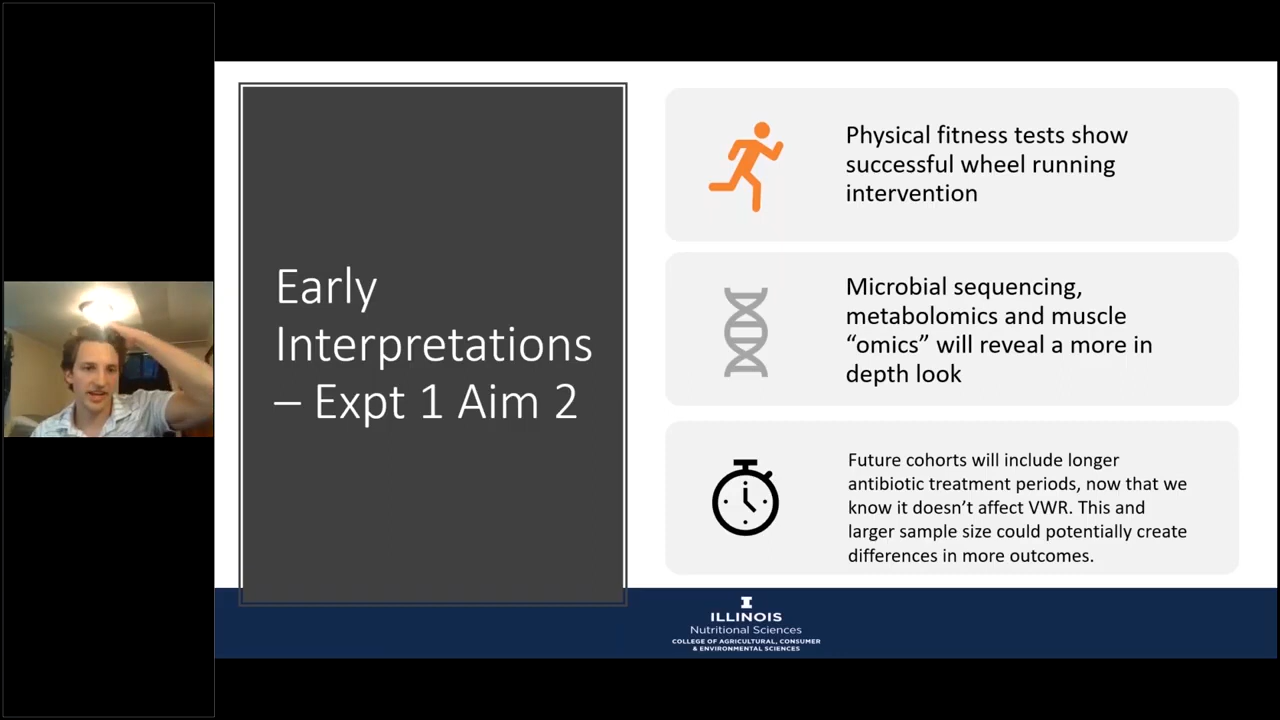 Early
Interpretations
– Expt 1 Aim 2
Physical fitness tests show
successful wheel running
intervention
Microbial sequencing,
metabolomics and muscle
“omics” will reveal a more in
depth look
Future cohorts will include longer
antibiotic treatment periods, now that we
know it doesn’t affect VWR. This and
larger sample size could potentially create
differences in more outcomes.
I
ILLINOIS
Nutritional Sciences
COLLEGE OF AGRICULTURAL, CONSUMER
& ENVIRONMENTAL SCIENCES